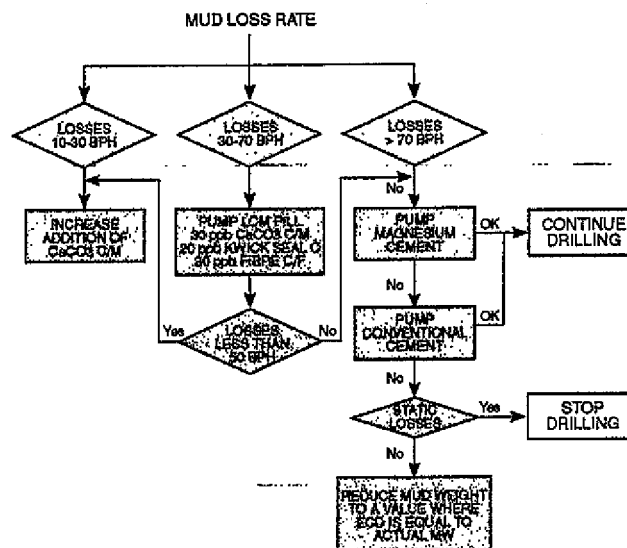 MUD LOSS RATE
LOSSES
10-30 BPH
LOSSES
30-70 BPH
LOSSES
> 70 BPH
No
INCREASE
ADDITION OF
CaCO3 C/M
PUMP LCM PILL
30 ppb CaCO3 C/M
20 ppb KWICK SEAL C
ppb FIBRE C/F
PUMP
MAGNESIUM
CEMENT
OK
CONTINUE
DRILLING
No
Yes
LOSSES
LESS THAN
50 BPH
No
PUMP
CONVENTIONAL
CEMENT
OK
No
STATIC
LOSSES
Yes
STOP
DRILLING
No
REDUCE MUD WEIGHT
TO A VALUE WHERE
ECD IS EQUAL TO
ACTUAL MW